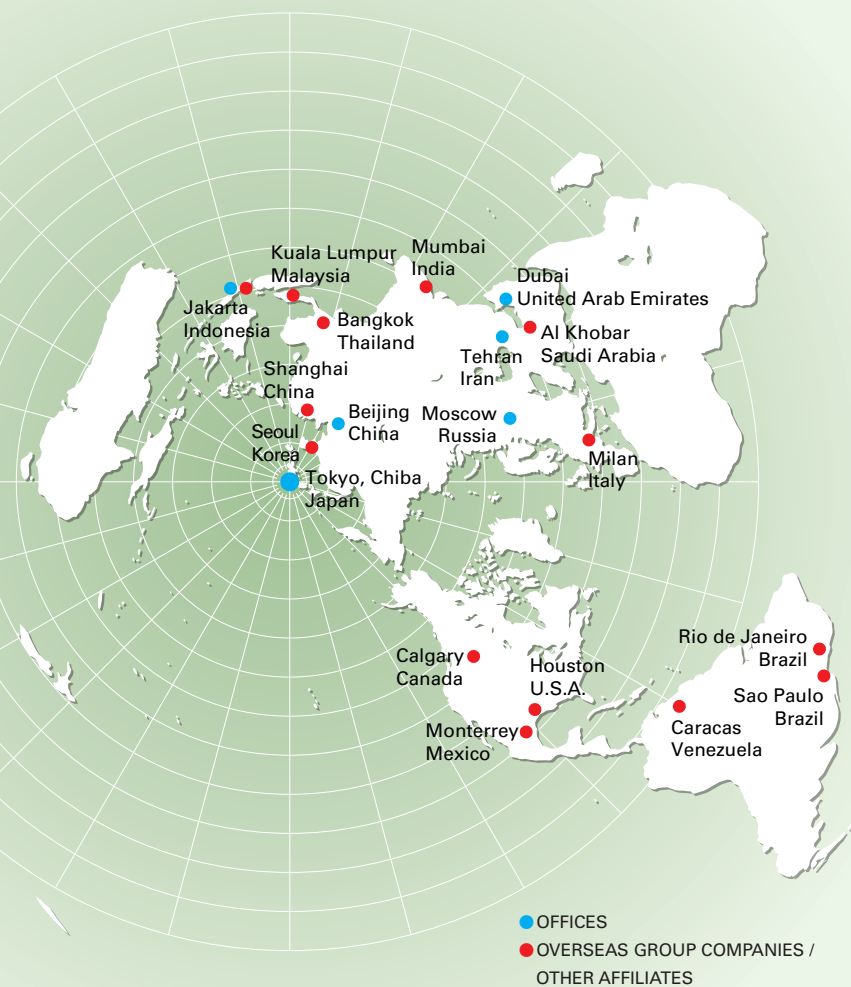 Kuala Lumpur
Malaysia
Mumbai
India
Dubai
United Arab Emirates
Jakarta
Indonesia
Bangkok
Thailand
Al Khobar
Saudi Arabia
Tehran
Iran
Shanghai
China
Beijing
China
Moscow
Russia
Seoul
Korea
Milan
Italy
Tokyo, Chiba
Japan
Calgary
Canada
Houston
U.S.A.
Rio de Janeiro
Brazil
Sao Paulo
Brazil
Monterrey
Mexico
Caracas
Venezuela
OFFICES
OVERSEAS GROUP COMPANIES /
OTHER AFFILIATES